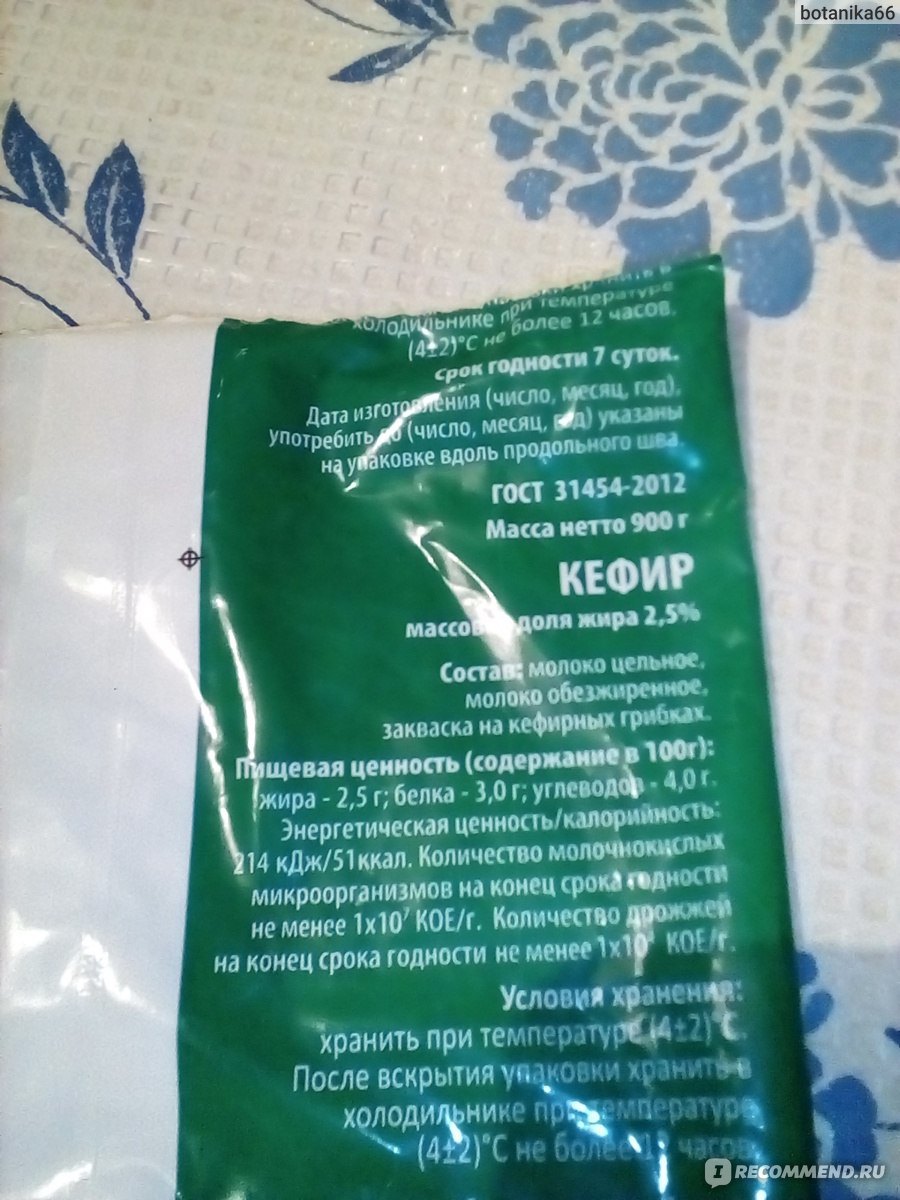 botanika66
хранить в
холодильнике при температуре
(4±2)°С не более 12 часов.
срок годности 7 суток.
Дата изготовления (число, месяц, год),
употребить до (число, месяц, год) указаны
на упаковке вдоль продольного шва.
ГОСТ 31454-2012
Масса нетто 900 г
КЕФИР
массовая доля жира 2,5%
Состав: молоко цельное,
молоко обезжиренное,
закваска на кефирных грибках.
Пищевая ценность (содержание в 100г):
жира - 2,5 г; белка - 3,0 г; углеводов - 4,0 г.
Энергетическая ценность/калорийность:
214 кДж/51ккал. Количество молочнокислых
микроорганизмов на конец срока годности
не менее 1х10⁷ КОЕ/г. Количество дрожжей
на конец срока годности не менее 1х10⁴ КОЕ/г.
Условия хранения:
хранить при температуре (4±2)°С.
После вскрытия упаковки хранить в
холодильнике при температуре
(4±2)°С не более 12 часов.
IRECOMMEND.RU